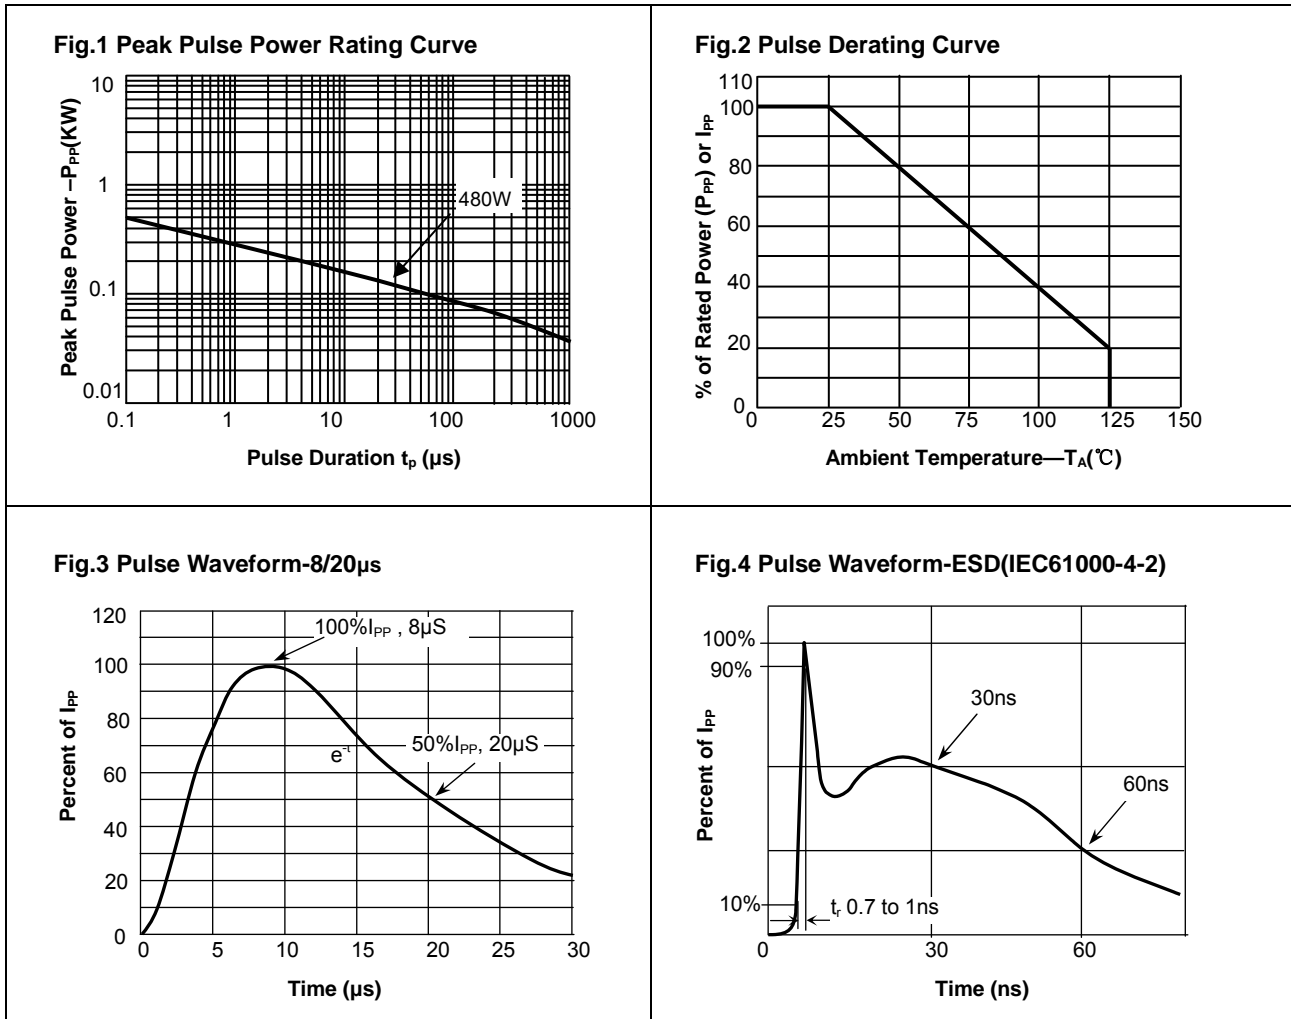 Fig.1 Peak Pulse Power Rating Curve
Peak Pulse Power –PPP(KW)
10
1
0.1
0.01
480W
0.1 1 10 100 1000
Pulse Duration tp (µs)
Fig.2 Pulse Derating Curve
% of Rated Power (PPP) or IPP
110
100
80
60
40
20
0
25 50 75 100 125 150
Ambient Temperature—TA(℃)
Fig.3 Pulse Waveform-8/20µs
Percent of IPP
120
100
80
60
40
20
0
100%IPP , 8µS
e-t
50%IPP, 20µS
0 5 10 15 20 25 30
Time (µs)
Fig.4 Pulse Waveform-ESD(IEC61000-4-2)
Percent of IPP
100%
90%
10%
30ns
60ns
tr 0.7 to 1ns
0 30 60
Time (ns)